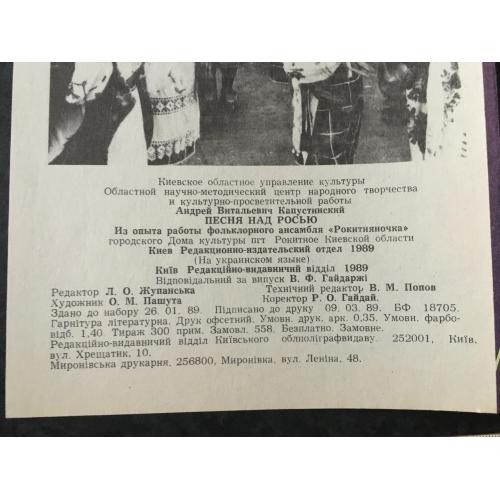 Киевское областное управление культуры
Областной научно-методический центр народного творчества
и культурно-просветительной работы
Андрей Витальевич Капустинский
ПЕСНЯ НАД РОСЬЮ
Из опыта работы фольклорного ансамбля «Рокитяночка»
городского Дома культуры пгт Рокитное Киевской области
Киев Редакционно-издательский отдел 1989
(На украинском языке)
Київ Редакційно-видавничий відділ 1989
Відповідальний за випуск В. Ф. Гайдаржі
Редактор Л. О. Жупанська Технічний редактор В. М. Попов
Художник О. М. Пашута Коректор Р. О. Гайдай.
Здано до набору 26. 01. 89. Підписано до друку 09. 03. 89. БФ 18705.
Гарнітура літературна. Друк офсетний. Умовн. друк. арк. 0,35. Умовн. фарбо-
відб. 1,40. Тираж 300 прим. Замовл. 558. Безплатно. Замовне.
Редакційно-видавничий відділ Київського облполіграфвидаву. 252001, Київ,
вул. Хрещатик, 10.
Миронівська друкарня, 256800, Миронівка, вул. Леніна, 48.